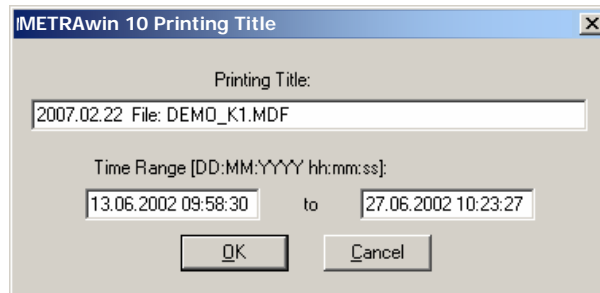 METRAwin 10 Printing Title
Printing Title:
2007.02.22 File: DEMO_K1.MDF
Time Range [DD:MM:YYYY hh:mm:ss]:
13.06.2002 09:58:30 to 27.06.2002 10:23:27
OK Cancel